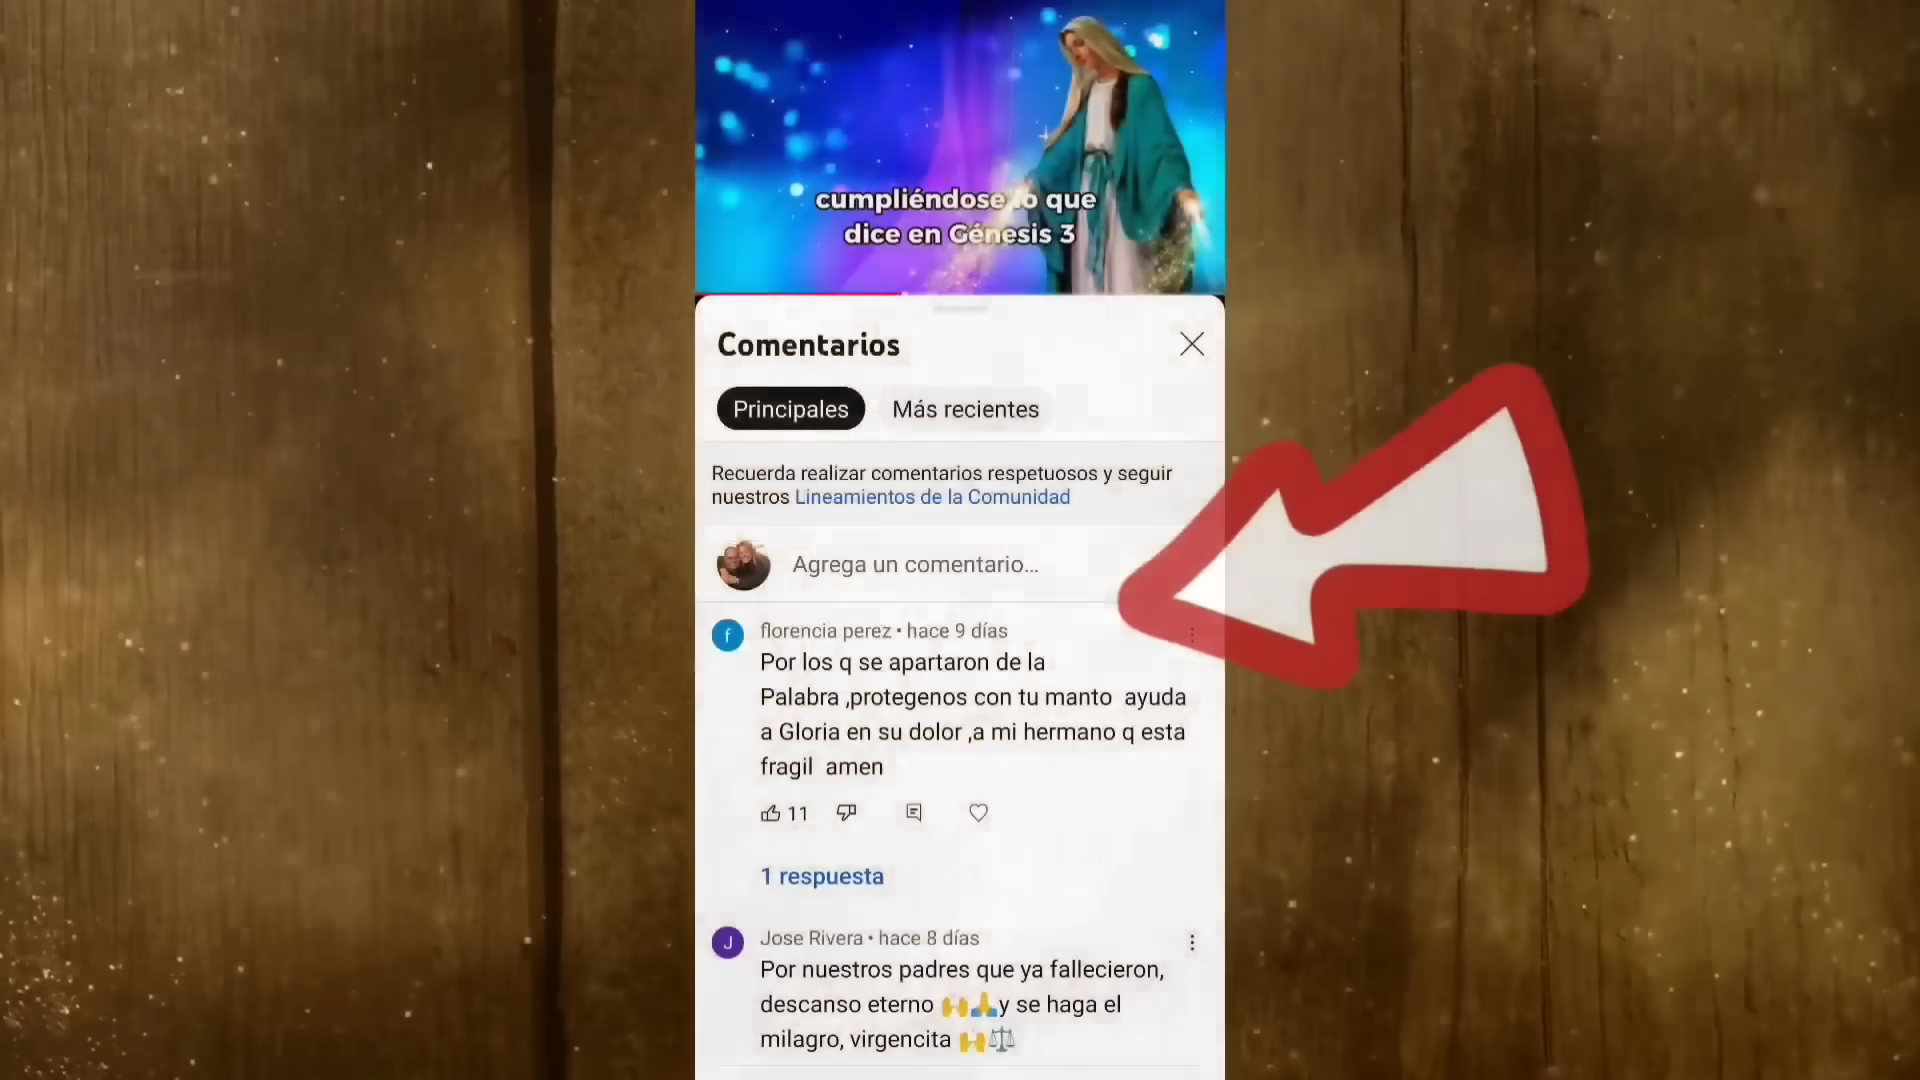 cumpliéndose lo que
dice en Génesis 3
Comentarios
Principales
Más recientes
Recuerda realizar comentarios respetuosos y seguir
nuestros Lineamientos de la Comunidad
Agrega un comentario...
f
florencia perez • hace 9 días
Por los q se apartaron de la
Palabra ,protegenos con tu manto  ayuda
a Gloria en su dolor ,a mi hermano q esta
fragil  amen
11
1 respuesta
J
Jose Rivera • hace 8 días
Por nuestros padres que ya fallecieron,
descanso eterno 🙌🙏y se haga el
milagro, virgencita 🙌⚖️